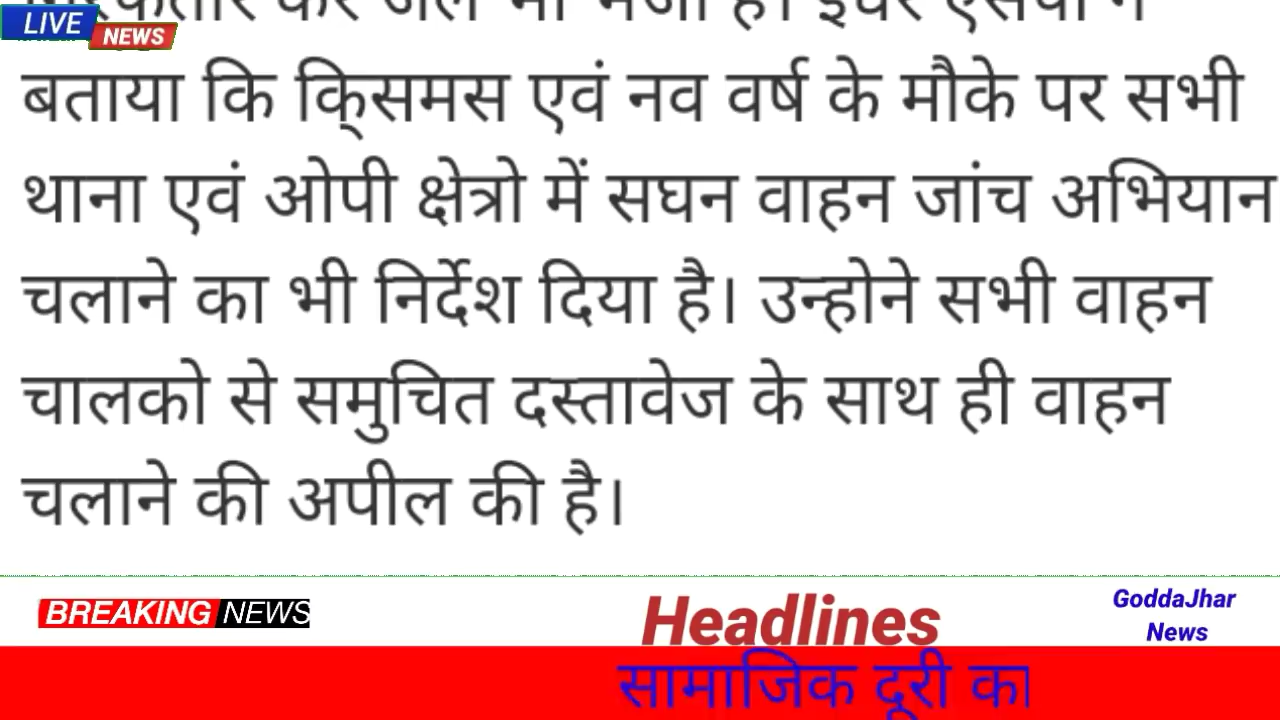 LIVE
NEWS
बताया कि कि्समस एवं नव वर्ष के मौके पर सभी
थाना एवं ओपी क्षेत्रो में सघन वाहन जांच अभियान
चलाने का भी निर्देश दिया है। उन्होने सभी वाहन
चालको से समुचित दस्तावेज के साथ ही वाहन
चलाने की अपील की है।
BREAKING NEWS
Headlines
GoddaJhar
News
सामाजिक दूरी का